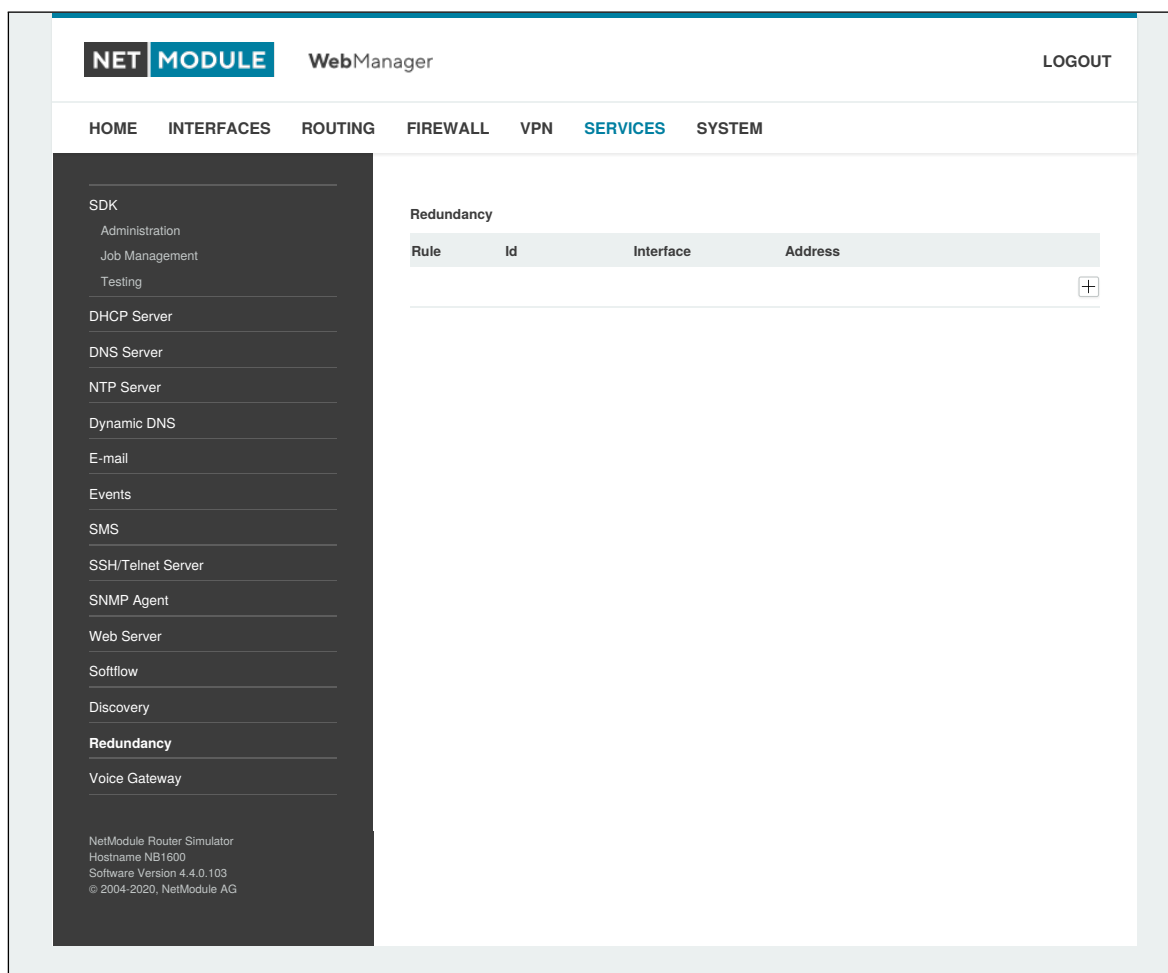 NET MODULE WebManager LOGOUT
HOME INTERFACES ROUTING FIREWALL VPN SERVICES SYSTEM
SDK
Administration
Job Management
Testing
DHCP Server
DNS Server
NTP Server
Dynamic DNS
E-mail
Events
SMS
SSH/Telnet Server
SNMP Agent
Web Server
Softflow
Discovery
Redundancy
Voice Gateway
NetModule Router Simulator
Hostname NB1600
Software Version 4.4.0.103
© 2004-2020, NetModule AG
Redundancy
Rule Id Interface Address